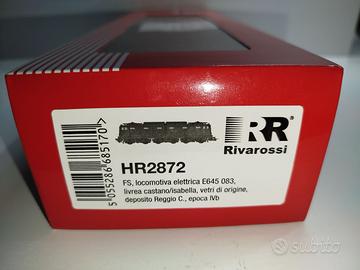 RR
Rivarossi
HR2872
FS, locomotiva elettrica E645 083,
livrea castano/isabella, vetri di origine,
deposito Reggio C., epoca IVb
5 055286 685170 >
subito